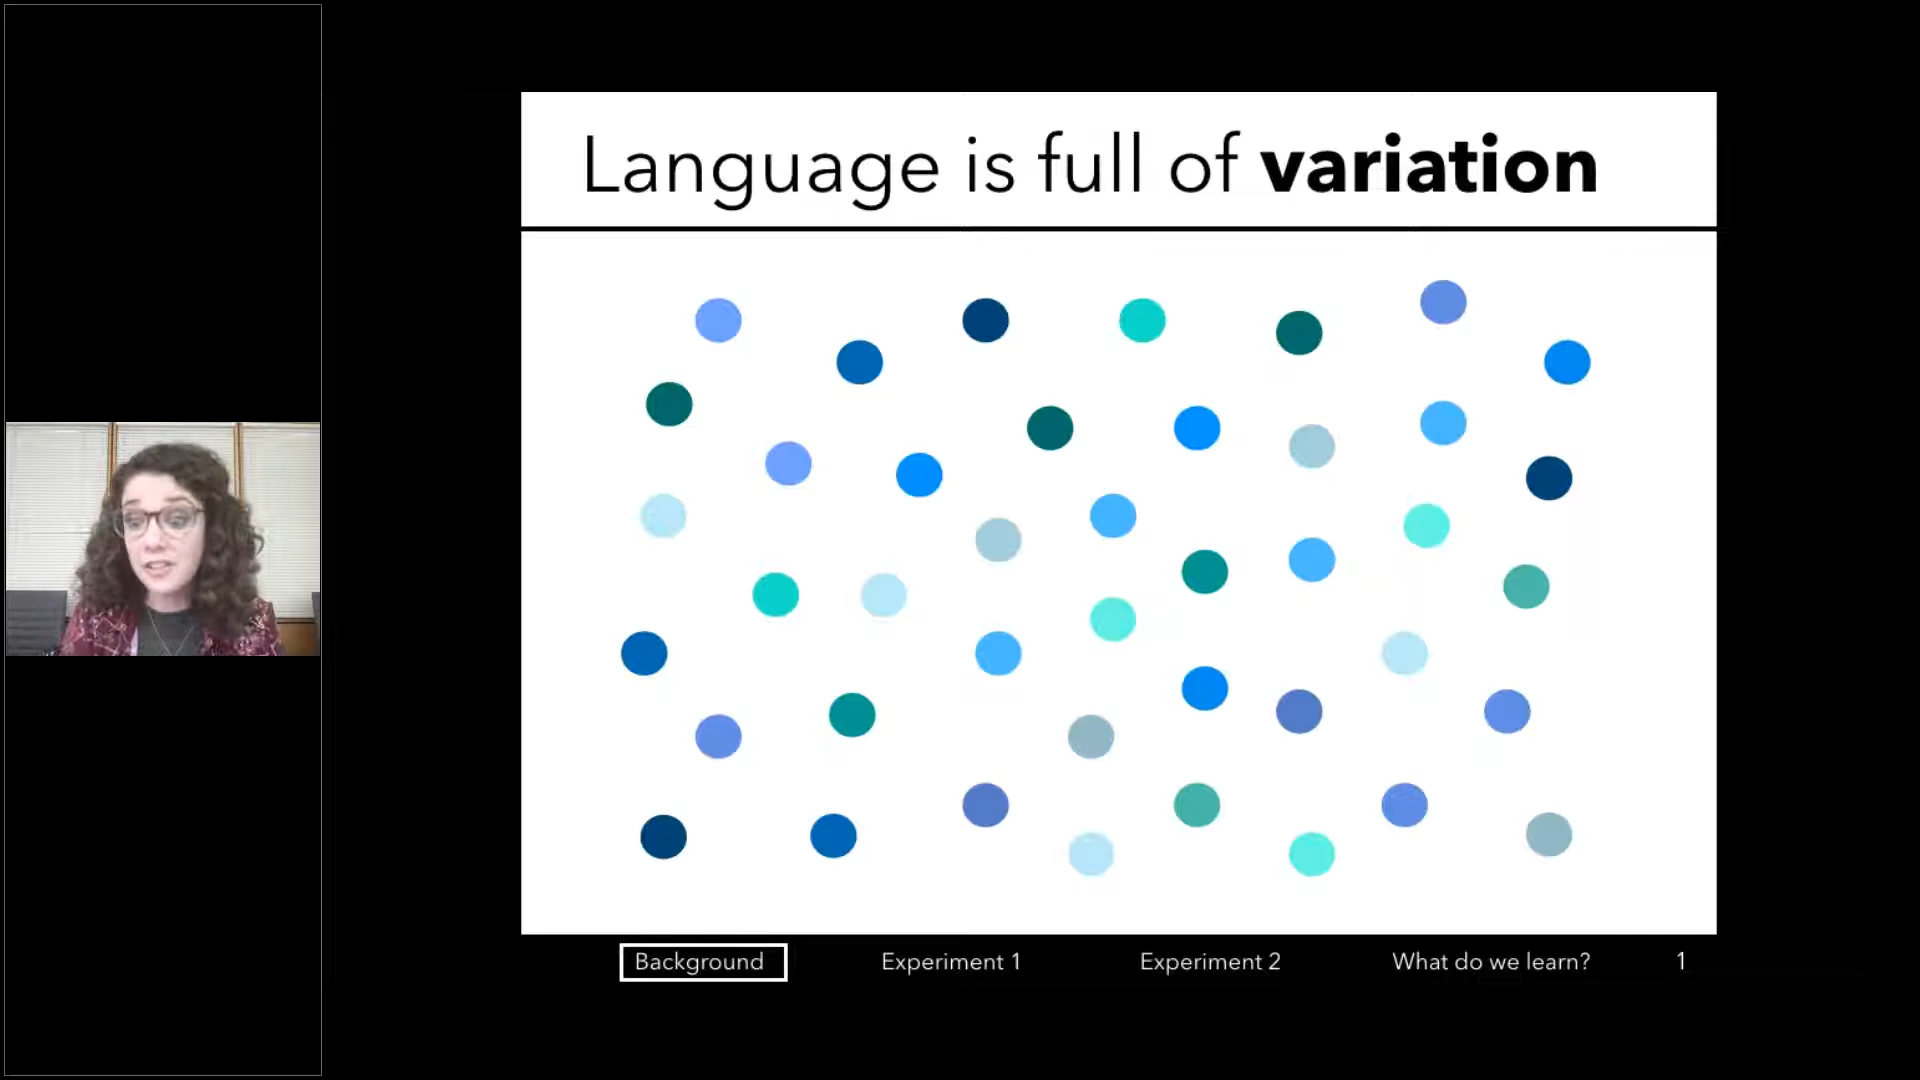 Language is full of variation
Background Experiment 1 Experiment 2 What do we learn? 1